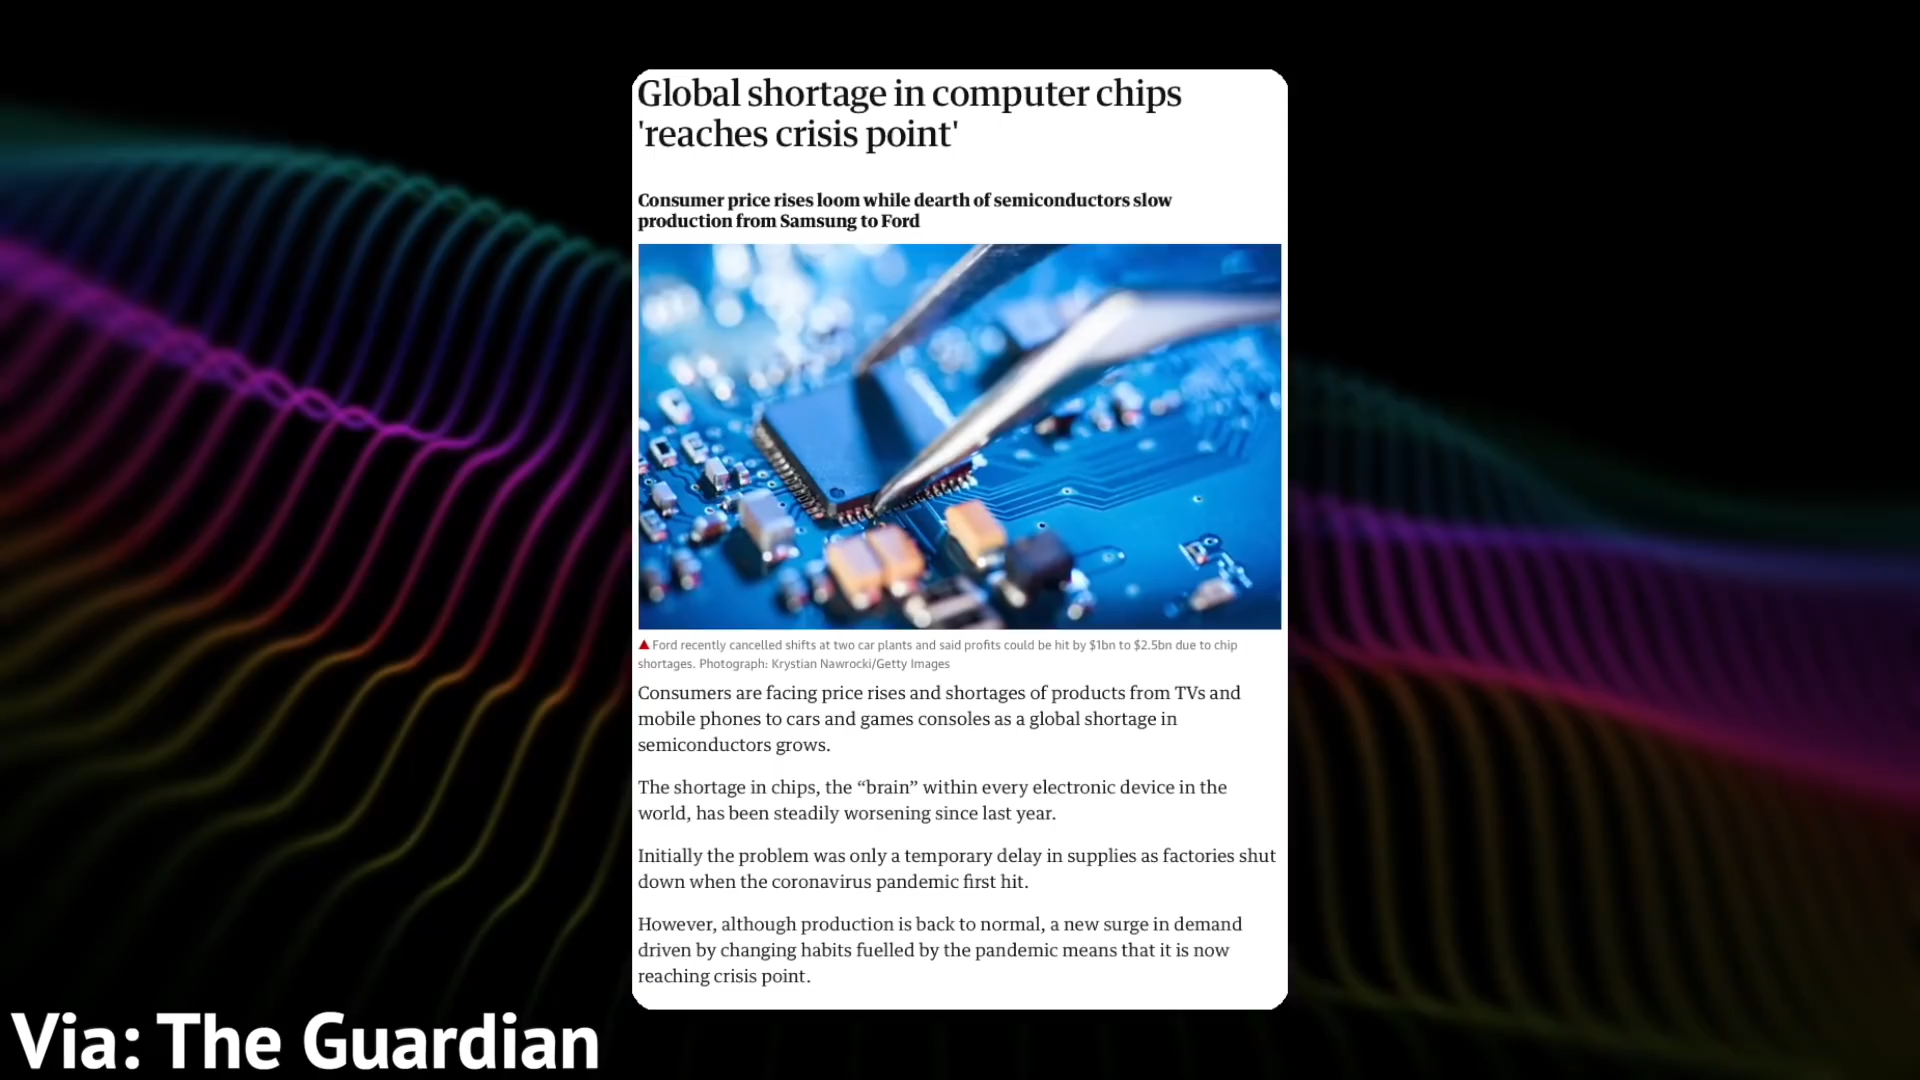 Global shortage in computer chips
'reaches crisis point'
Consumer price rises loom while dearth of semiconductors slow
production from Samsung to Ford
Ford recently cancelled shifts at two car plants and said profits could be hit by $1bn to $2.5bn due to chip
shortages. Photograph: Krystian Nawrocki/Getty Images
Consumers are facing price rises and shortages of products from TVs and
mobile phones to cars and games consoles as a global shortage in
semiconductors grows.
The shortage in chips, the “brain” within every electronic device in the
world, has been steadily worsening since last year.
Initially the problem was only a temporary delay in supplies as factories shut
down when the coronavirus pandemic first hit.
However, although production is back to normal, a new surge in demand
driven by changing habits fuelled by the pandemic means that it is now
reaching crisis point.
Via: The Guardian